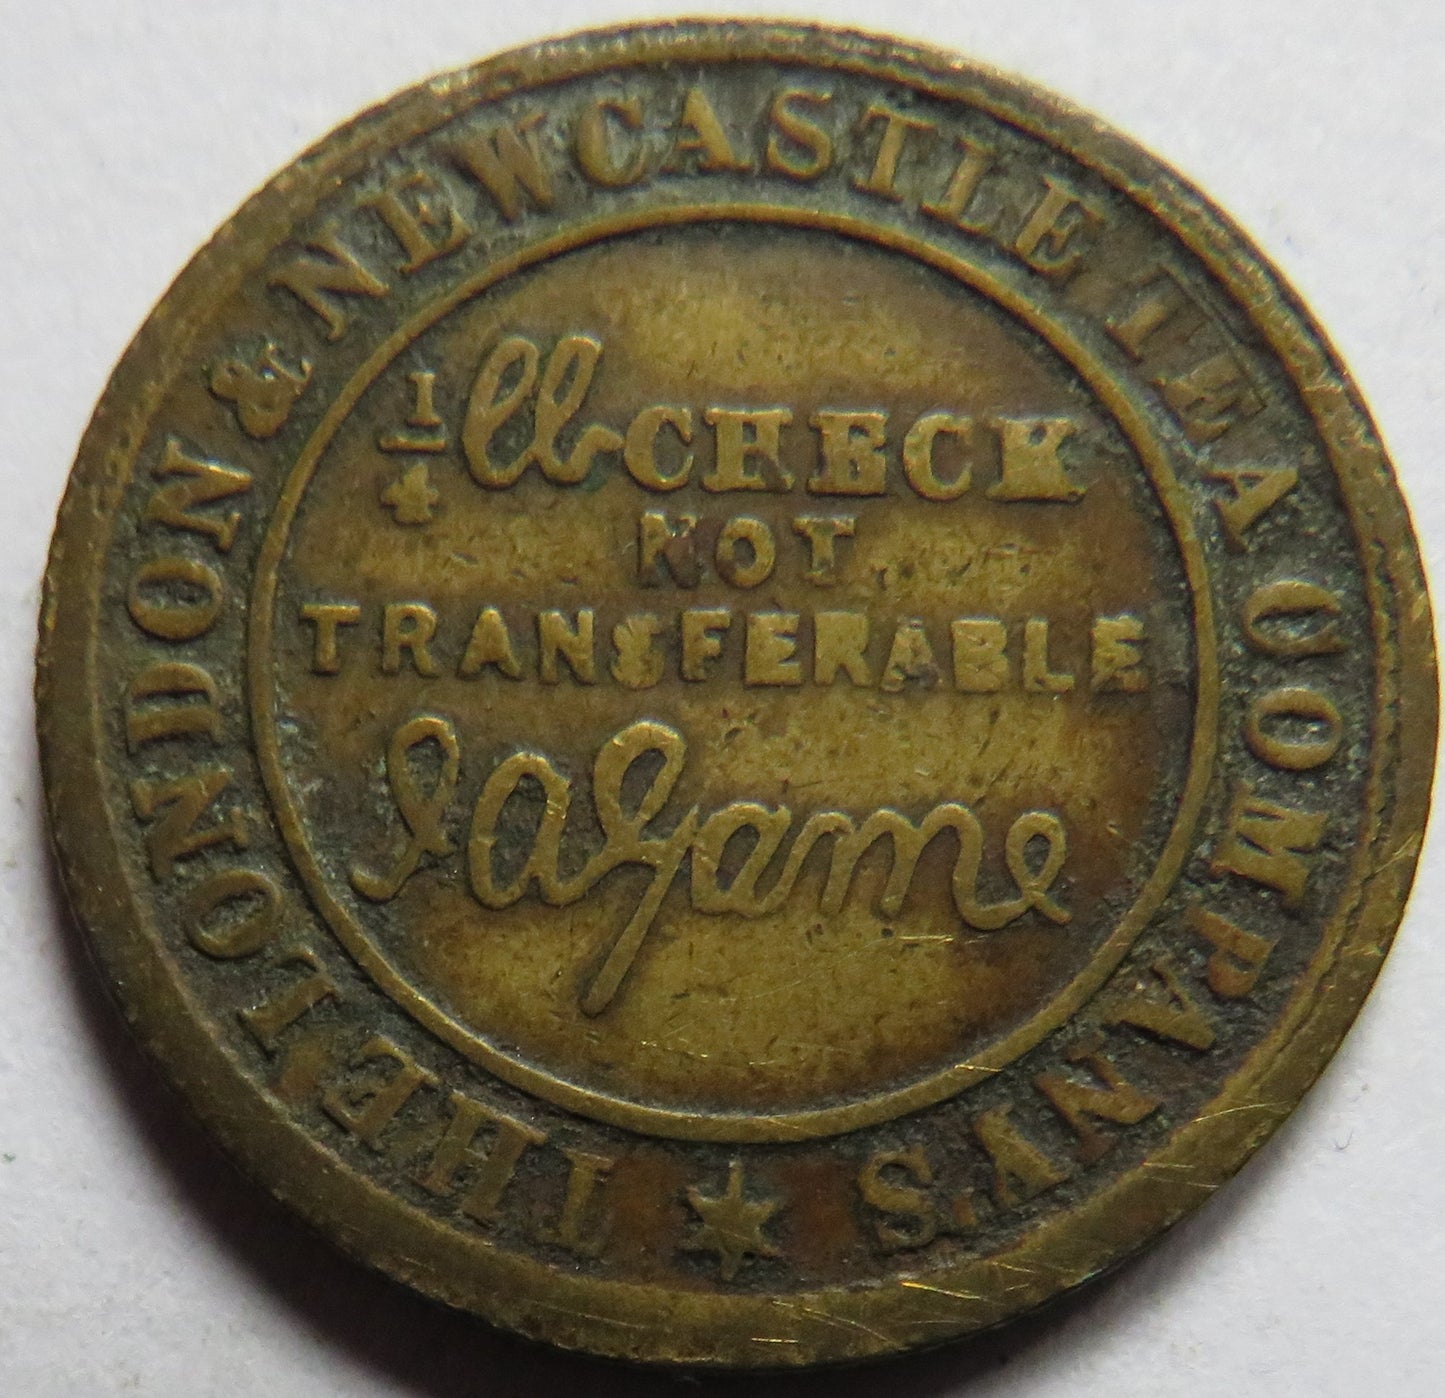 THE LONDON & NEWCASTLE TEA COMPANY'S
1/4 lb CHECK
NOT
TRANSFERABLE